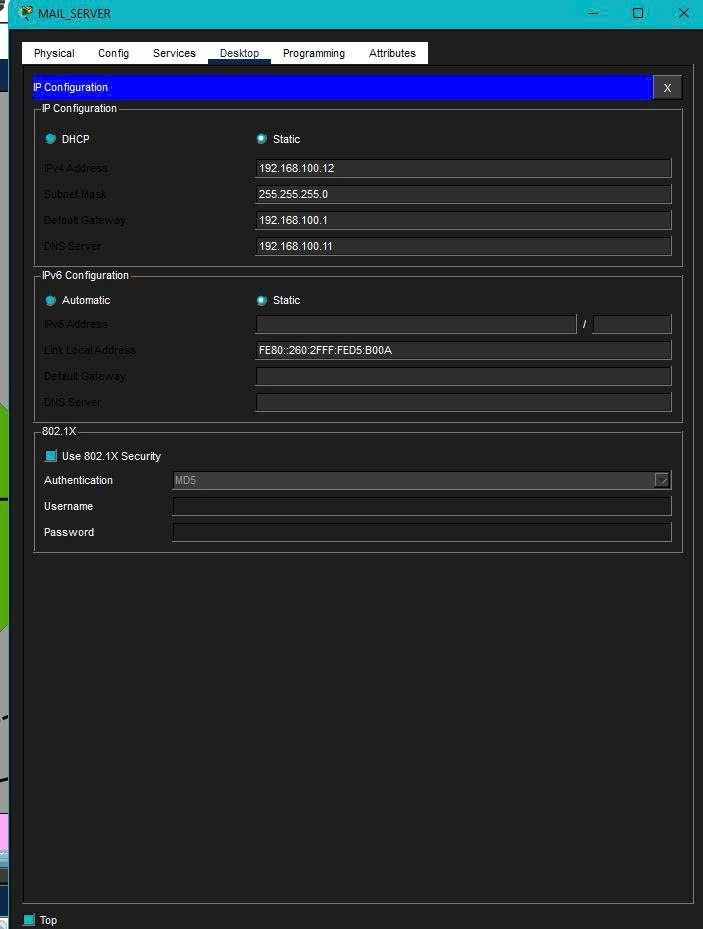 MAIL_SERVER
Physical Config Services Desktop Programming Attributes
IP Configuration X
IP Configuration
DHCP Static
IPv4 Address 192.168.100.12
Subnet Mask 255.255.255.0
Default Gateway 192.168.100.1
DNS Server 192.168.100.11
IPv6 Configuration
Automatic Static
IPv6 Address /
Link Local Address FE80::260:2FFF:FED5:B00A
Default Gateway
DNS Server
802.1X
Use 802.1X Security
Authentication MD5
Username
Password
Top